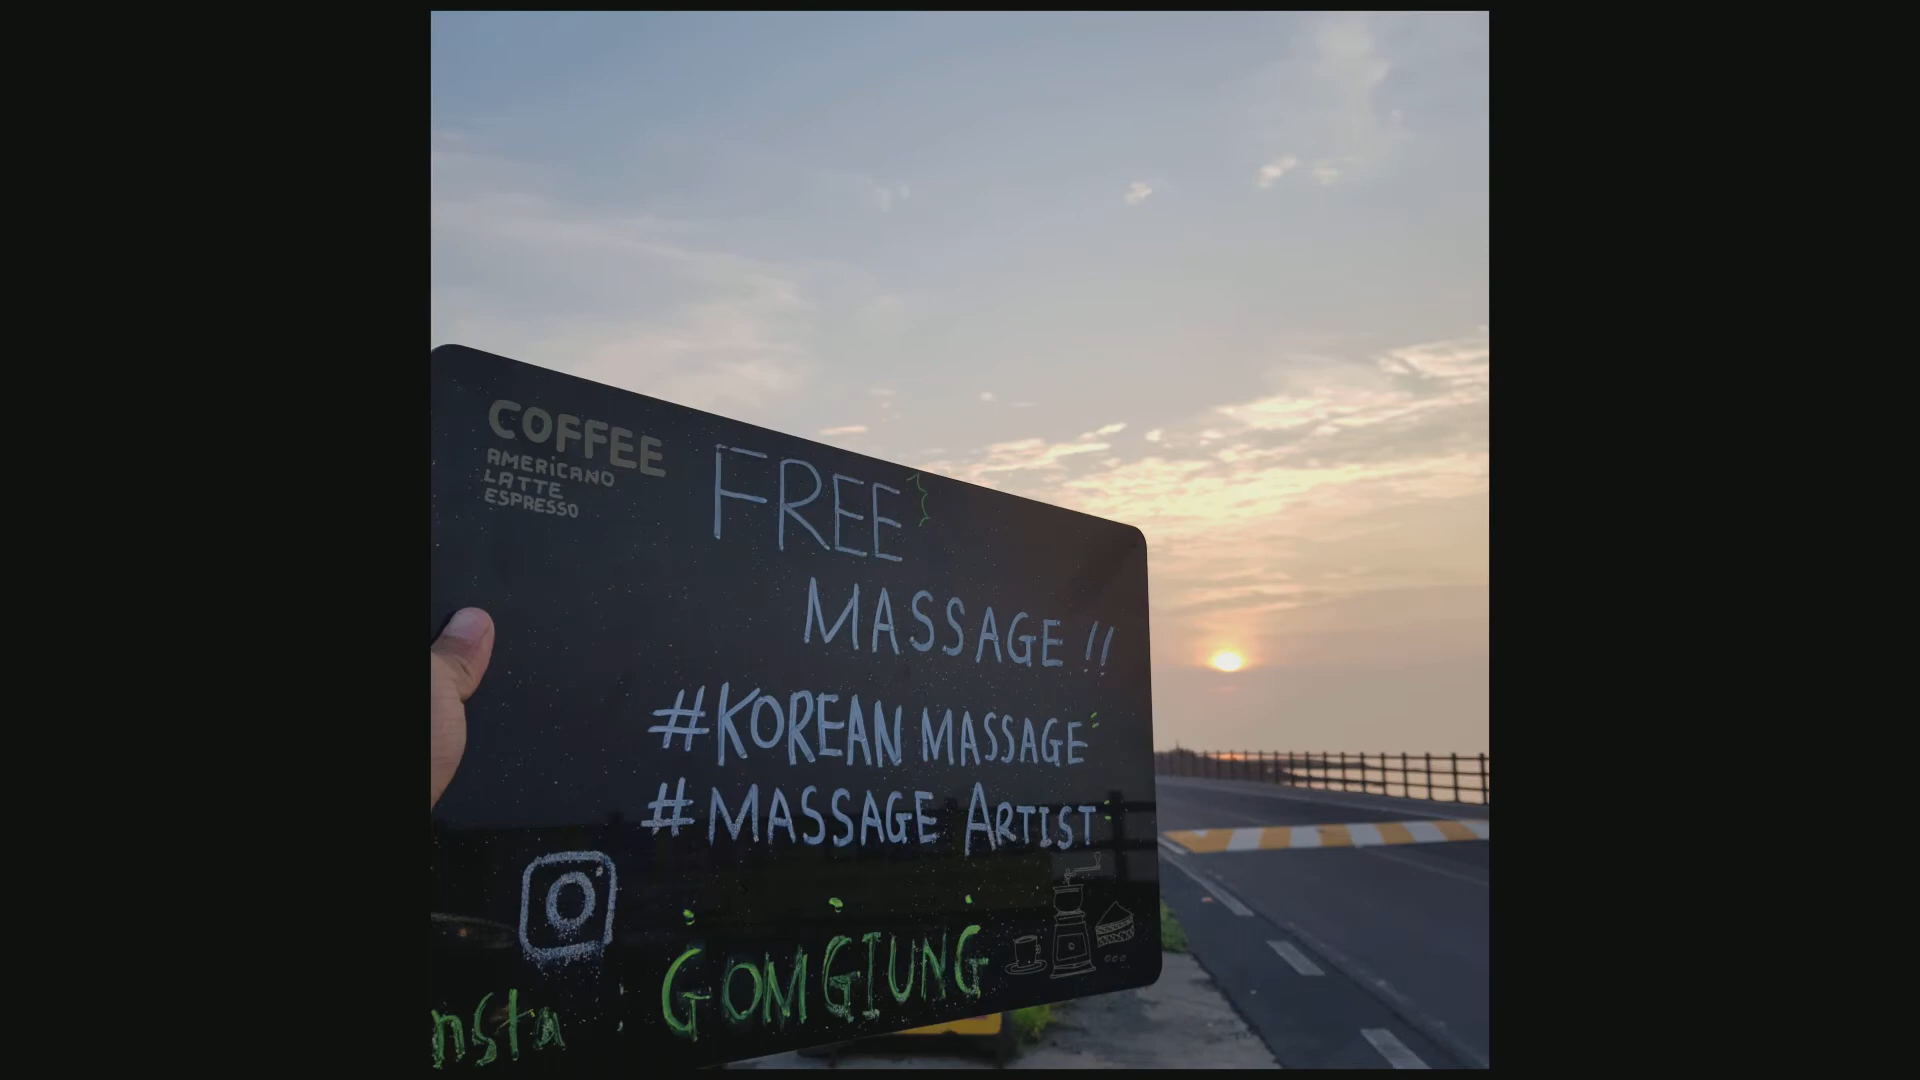 COFFEE
AMERICANO
LATTE
ESPRESSO
FREE
MASSAGE !!
#KOREAN MASSAGE
#MASSAGE ARTIST
nsta : GOMGIUNG